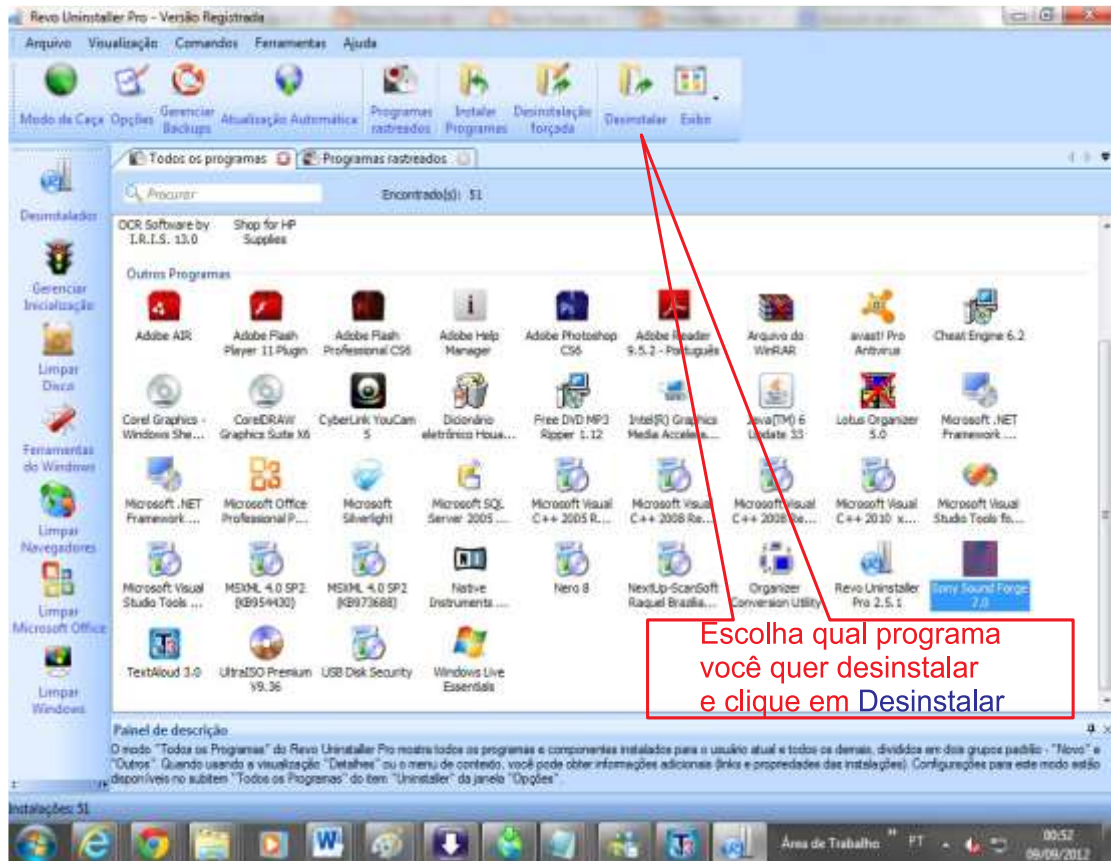 Revo Uninstaller Pro - Versão Registrada
Arquivo Visualização Comandos Ferramentas Ajuda
Modo de Caça
Opções
Gerenciar
Backups
Atualização Automática
Programas
rastreados
Instalar
Programas
Desinstalação
forçada
Desinstalar
Exibir
Todos os programas
Programas rastreados
Procurar
Encontrado(s): 51
Desinstalador
Gerenciar
Inicialização
Limpar
Disco
Ferramentas
do Windows
Limpar
Navegadores
Limpar
Microsoft Office
Limpar
Windows
OCR Software by
I.R.I.S. 13.0
Shop for HP
Supplies
Outros Programas
Adobe AIR
Adobe Flash
Player 11 Plugin
Adobe Flash
Professional CS6
Adobe Help
Manager
Adobe Photoshop
CS6
Adobe Reader
9.5.2 - Português
Arquivo do
WinRAR
avast! Pro
Antivirus
Cheat Engine 6.2
Corel Graphics -
Windows She...
CorelDRAW
Graphics Suite X6
CyberLink YouCam
5
Dicionário
eletrônico Houa...
Free DVD MP3
Ripper 1.12
Intel(R) Graphics
Media Accelera...
Java(TM) 6
Update 33
Lotus Organizer
5.0
Microsoft .NET
Framework ...
Microsoft .NET
Framework ...
Microsoft Office
Professional P...
Microsoft
Silverlight
Microsoft SQL
Server 2005 ...
Microsoft Visual
C++ 2005 R...
Microsoft Visual
C++ 2008 Re...
Microsoft Visual
C++ 2008 Re...
Microsoft Visual
C++ 2010 x...
Microsoft Visual
Studio Tools fo...
Microsoft Visual
Studio Tools ...
MSXML 4.0 SP2
(KB954430)
MSXML 4.0 SP2
(KB973688)
Native
Instruments ...
Nero 8
NextUp-ScanSoft
Raquel Brazilia...
Organizer
Conversion Utility
Revo Uninstaller
Pro 2.5.1
Sony Sound Forge
7.0
TextAloud 3.0
UltraISO Premium
V9.36
USB Disk Security
Windows Live
Essentials
Escolha qual programa
você quer desinstalar
e clique em Desinstalar
Painel de descrição
O modo "Todos os Programas" do Revo Uninstaller Pro mostra todos os programas e componentes instalados para o usuário atual e todos os demais, divididos em dois grupos padrão - "Novo" e
"Outros". Quando usando a visualização "Detalhes" ou o menu de contexto, você pode obter informações adicionais (links e propriedades das instalações). Configurações para este modo estão
disponíveis no subitem "Todos os Programas" do item "Uninstaller" da janela "Opções".
Instalações: 51
Área de Trabalho
PT
00:52
09/09/2012